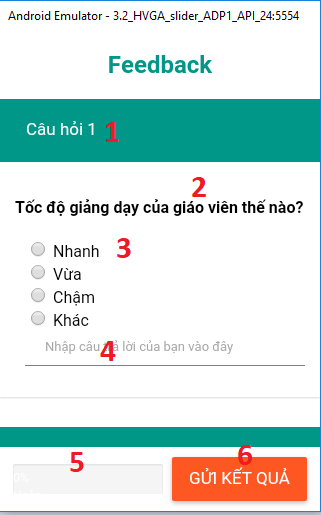 Android Emulator - 3.2_HVGA_slider_ADP1_API_24:5554
Feedback
Câu hỏi 1 1
2
Tốc độ giảng dạy của giáo viên thế nào?
Nhanh 3
Vừa
Chậm
Khác
Nhập câu trả lời của bạn vào đây
4
5 6
0%
GỬI KẾT QUẢ